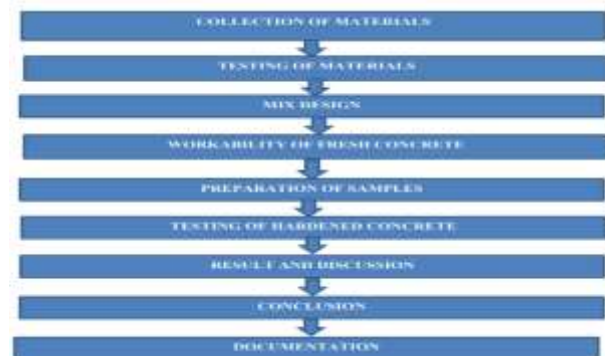 COLLECTION OF MATERIALS
TESTING OF MATERIALS
MIX DESIGN
WORKABILITY OF FRESH CONCRETE
PREPARATION OF SAMPLES
TESTING OF HARDENED CONCRETE
RESULT AND DISCUSSION
CONCLUSION
DOCUMENTATION